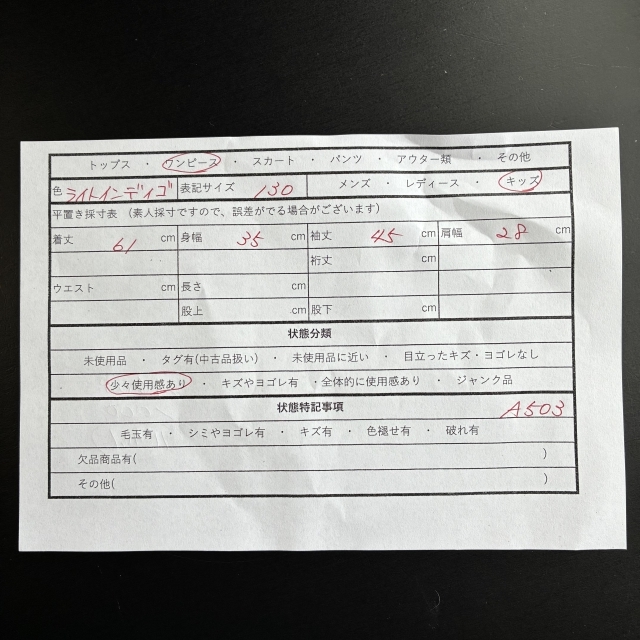 トップス ・ ワンピース ・ スカート ・ パンツ ・ アウター類 ・ その他
色 ライトインディゴ 表記サイズ 130 メンズ ・ レディース ・ キッズ
平置き採寸表 (素人採寸ですので、誤差がでる場合がございます)
着丈 61 cm 身幅 35 cm 袖丈 45 cm 肩幅 28 cm
裄丈 cm
ウエスト cm 長さ cm
股上 cm 股下 cm
状態分類
未使用品 ・ タグ有(中古品扱い) ・ 未使用品に近い ・ 目立ったキズ・ヨゴレなし
少々使用感あり ・ キズやヨゴレ有 ・全体的に使用感あり ・ ジャンク品
状態特記事項 A503
毛玉有 ・ シミやヨゴレ有 ・ キズ有 ・ 色褪せ有 ・ 破れ有
欠品商品有( )
その他( )